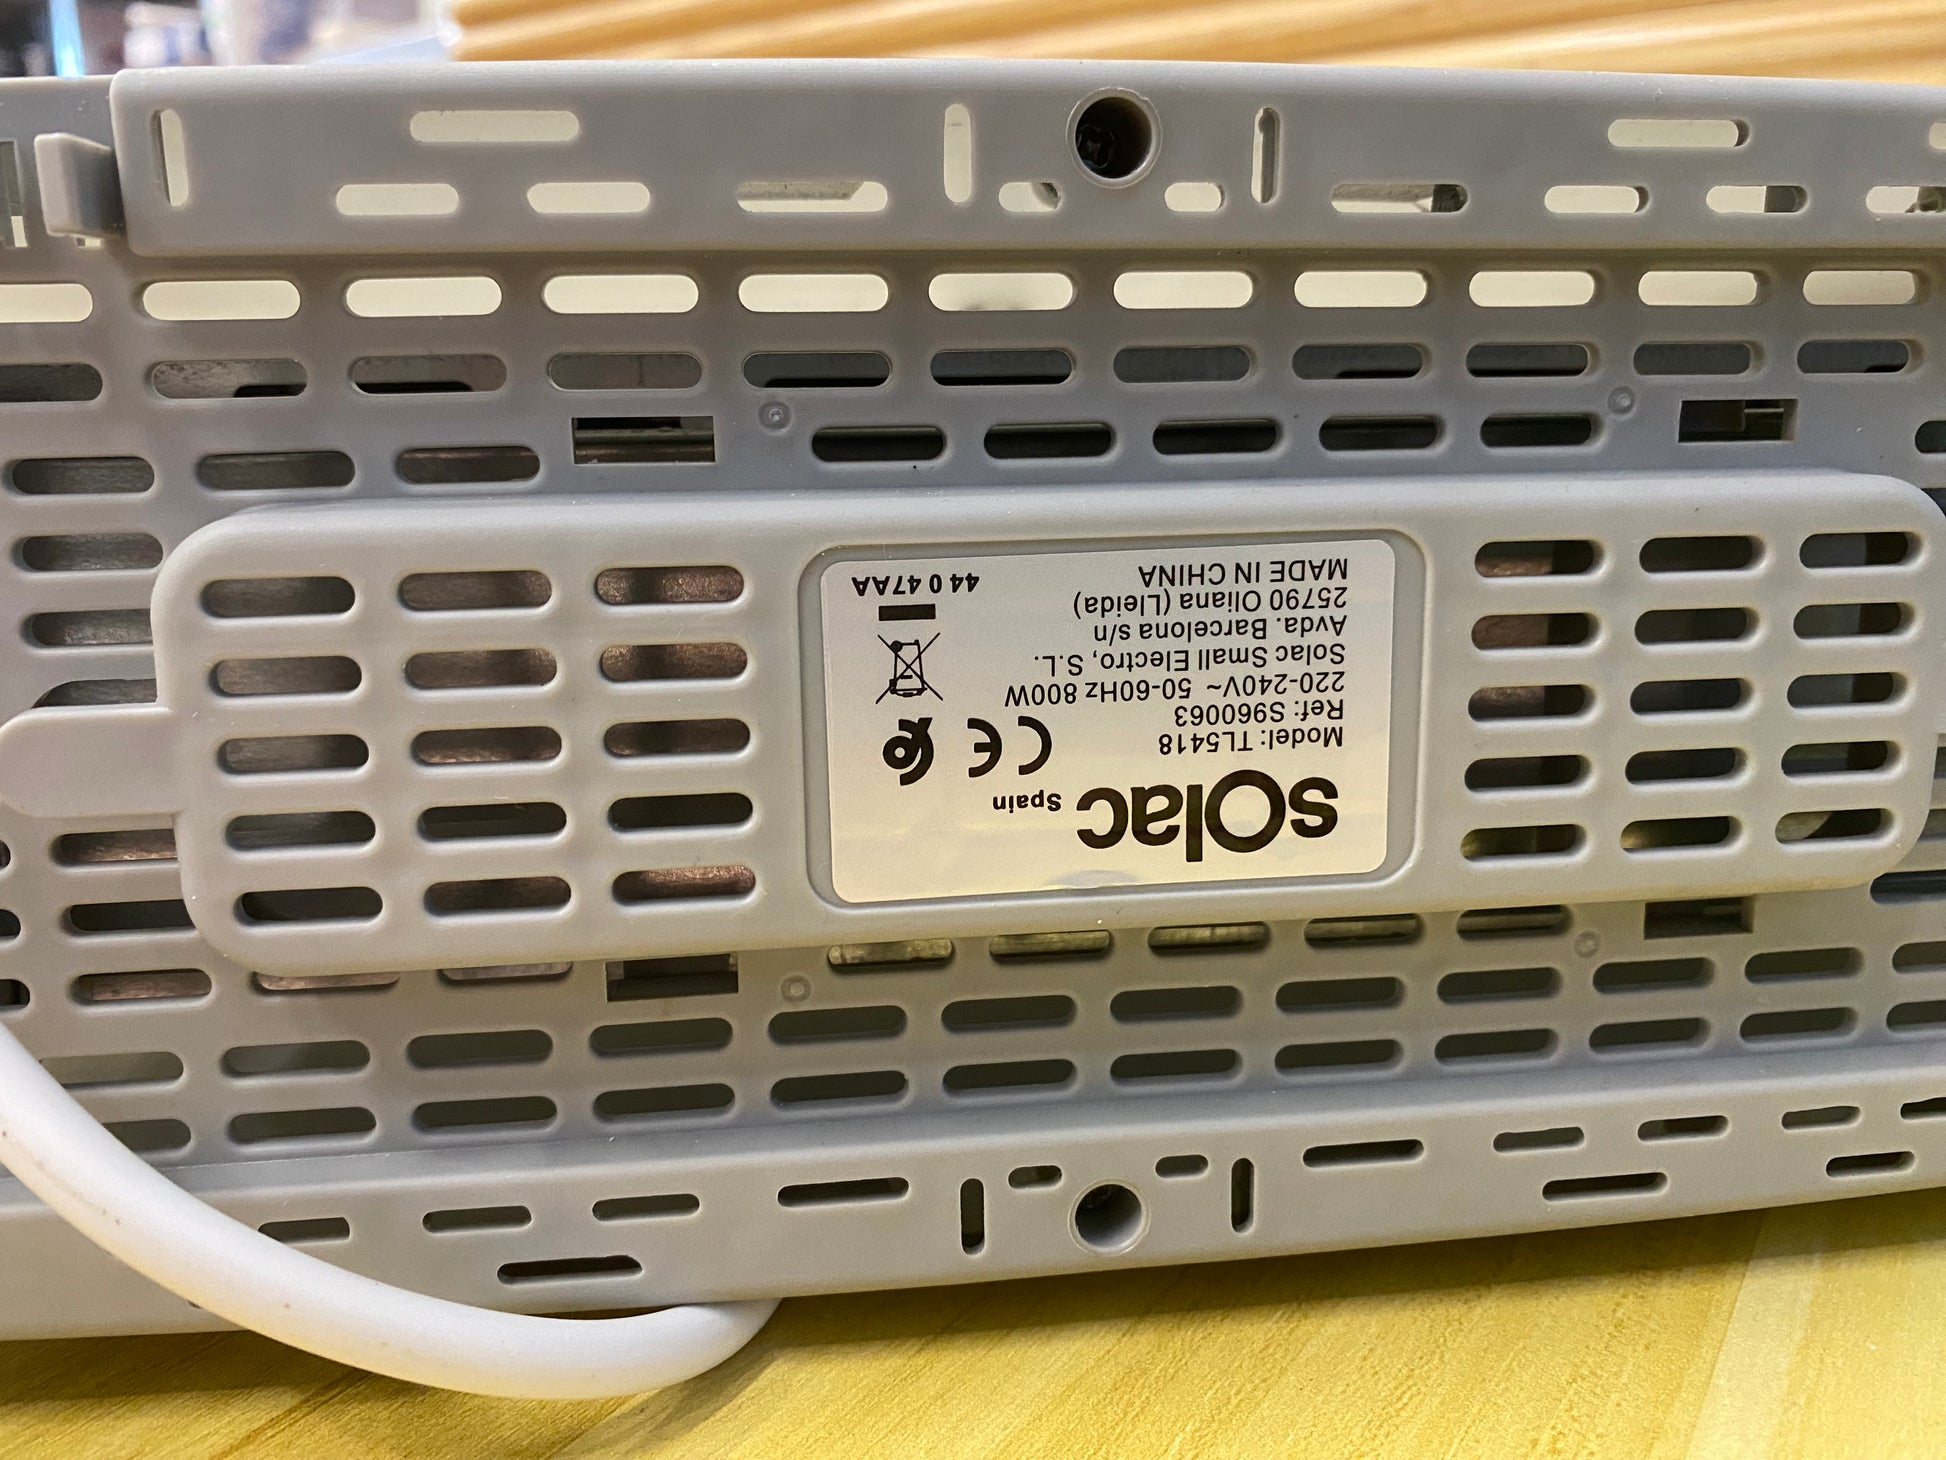 sOlac Spain
Model: TL5418
Ref: S960063
220-240V~ 50-60Hz 800W
Solac Small Electro, S.L.
Avda. Barcelona s/n
25790 Oliana (Lleida)
MADE IN CHINA
CE
44 0 47AA